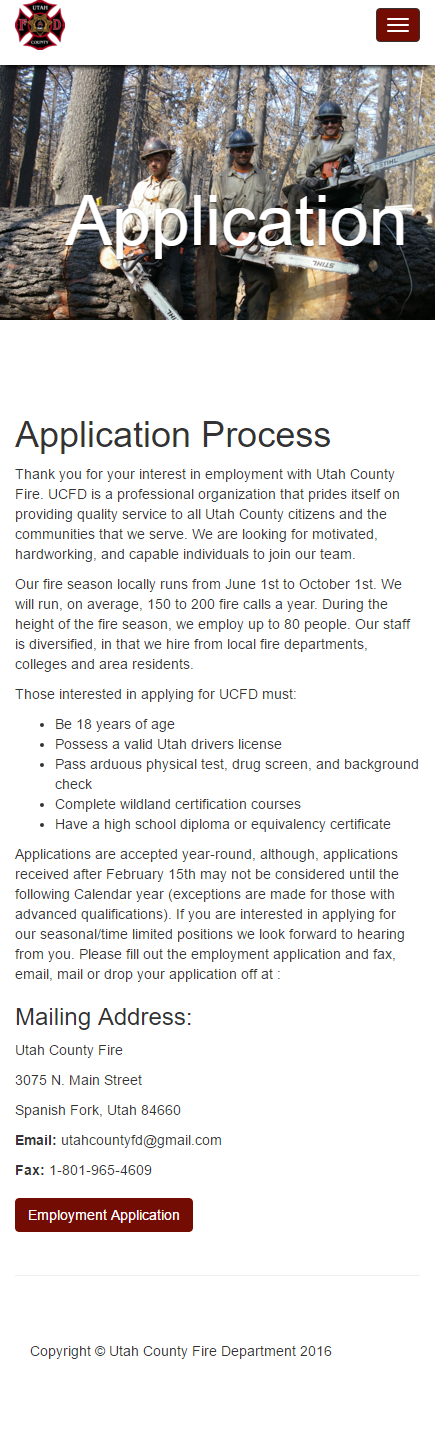 UTAH
F D
COUNTY
STIHL
Application
STIHL
STIHL
Application Process
Thank you for your interest in employment with Utah County
Fire. UCFD is a professional organization that prides itself on
providing quality service to all Utah County citizens and the
communities that we serve. We are looking for motivated,
hardworking, and capable individuals to join our team.
Our fire season locally runs from June 1st to October 1st. We
will run, on average, 150 to 200 fire calls a year. During the
height of the fire season, we employ up to 80 people. Our staff
is diversified, in that we hire from local fire departments,
colleges and area residents.
Those interested in applying for UCFD must:
• Be 18 years of age
• Possess a valid Utah drivers license
• Pass arduous physical test, drug screen, and background
check
• Complete wildland certification courses
• Have a high school diploma or equivalency certificate
Applications are accepted year-round, although, applications
received after February 15th may not be considered until the
following Calendar year (exceptions are made for those with
advanced qualifications). If you are interested in applying for
our seasonal/time limited positions we look forward to hearing
from you. Please fill out the employment application and fax,
email, mail or drop your application off at :
Mailing Address:
Utah County Fire
3075 N. Main Street
Spanish Fork, Utah 84660
Email: utahcountyfd@gmail.com
Fax: 1-801-965-4609
Employment Application
Copyright © Utah County Fire Department 2016